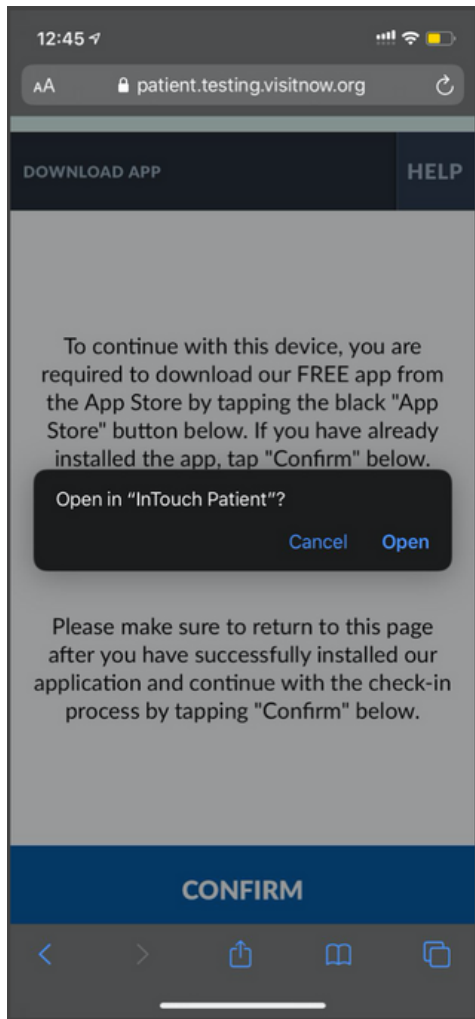 12:45
AA patient.testing.visitnow.org
DOWNLOAD APP HELP
To continue with this device, you are
required to download our FREE app from
the App Store by tapping the black "App
Store" button below. If you have already
installed the app, tap "Confirm" below.
Open in “InTouch Patient”?
Cancel Open
Please make sure to return to this page
after you have successfully installed our
application and continue with the check-in
process by tapping "Confirm" below.
CONFIRM